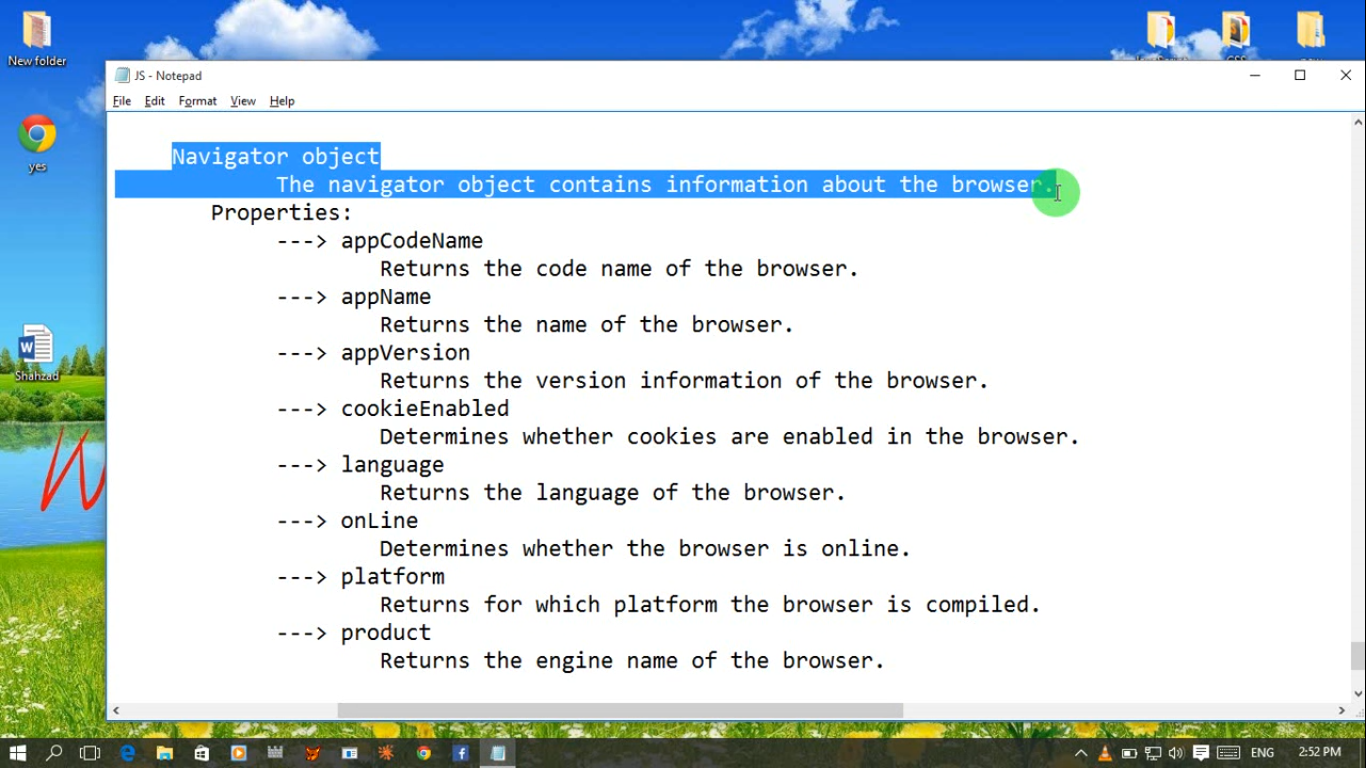 New folder
JS - Notepad
File Edit Format View Help
yes
Shahzad
Navigator object
The navigator object contains information about the browser.
Properties:
---> appCodeName
Returns the code name of the browser.
---> appName
Returns the name of the browser.
---> appVersion
Returns the version information of the browser.
---> cookieEnabled
Determines whether cookies are enabled in the browser.
---> language
Returns the language of the browser.
---> onLine
Determines whether the browser is online.
---> platform
Returns for which platform the browser is compiled.
---> product
Returns the engine name of the browser.
ENG 2:52 PM